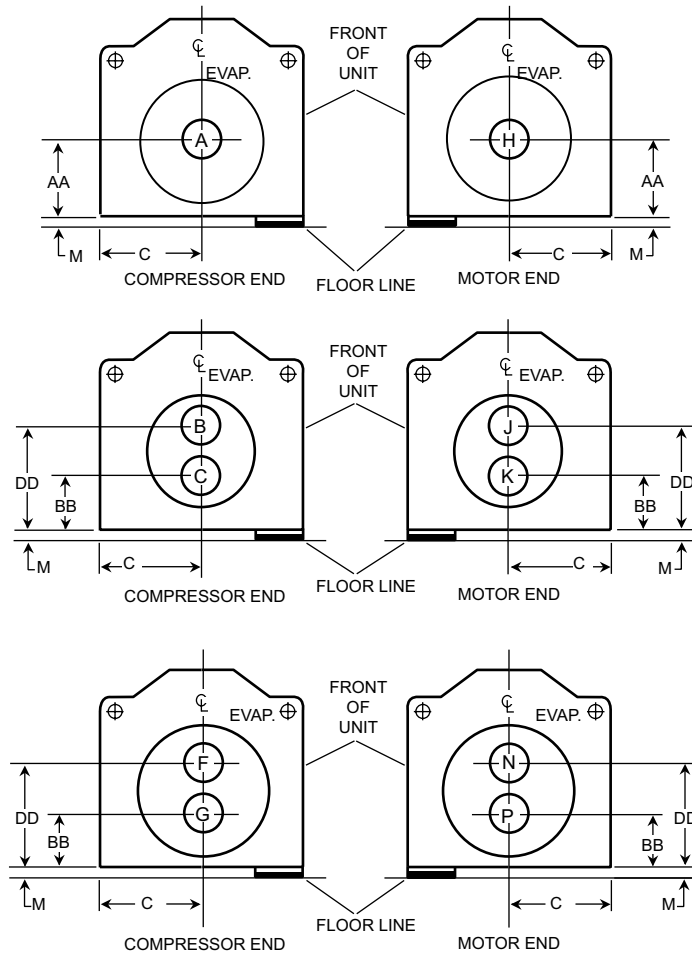 FRONT
OF
UNIT
℄
EVAP.
℄
EVAP.
A
H
AA
AA
M
C
C
M
COMPRESSOR END
FLOOR LINE
MOTOR END
FRONT
OF
UNIT
℄
EVAP.
℄
EVAP.
B
J
DD
BB
C
K
BB
DD
M
C
C
M
COMPRESSOR END
FLOOR LINE
MOTOR END
FRONT
OF
UNIT
℄
EVAP.
℄
EVAP.
F
N
DD
BB
G
P
BB
DD
M
C
C
M
COMPRESSOR END
FLOOR LINE
MOTOR END